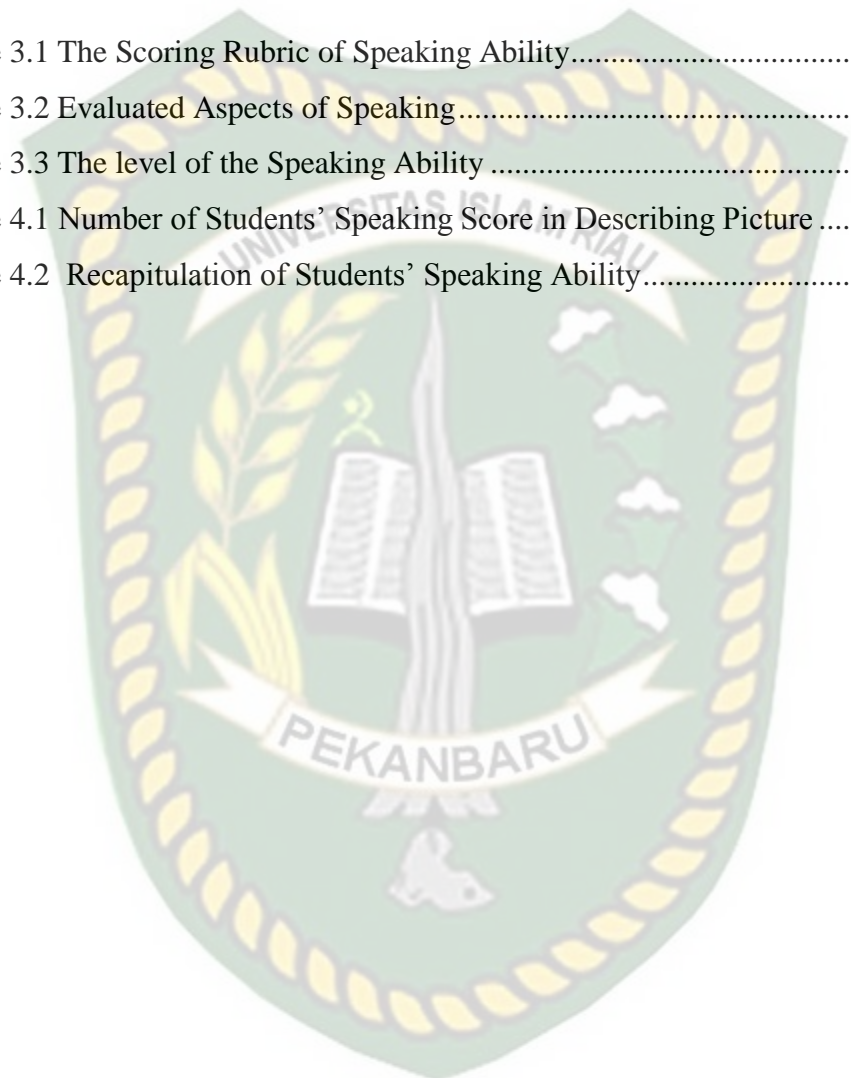 3.1 The Scoring Rubric of Speaking Ability................................
3.2 Evaluated Aspects of Speaking............................................
3.3 The level of the Speaking Ability ........................................
4.1 Number of Students’ Speaking Score in Describing Picture ....
UNIVERSITAS ISLAM RIAU
4.2  Recapitulation of Students’ Speaking Ability........................
PEKANBARU